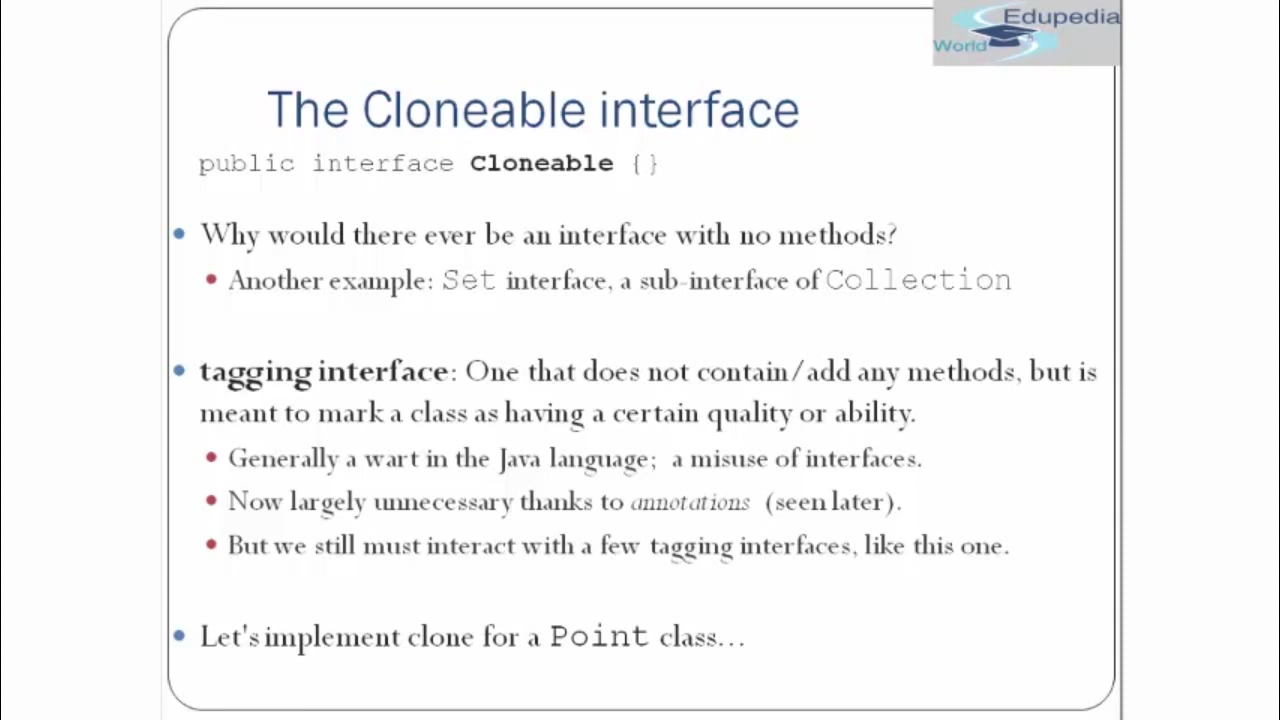 Edupedia
World
The Cloneable interface
public interface Cloneable {}
• Why would there ever be an interface with no methods?
• Another example: Set interface, a sub-interface of Collection
• tagging interface: One that does not contain/add any methods, but is
meant to mark a class as having a certain quality or ability.
• Generally a wart in the Java language; a misuse of interfaces.
• Now largely unnecessary thanks to annotations (seen later).
• But we still must interact with a few tagging interfaces, like this one.
• Let's implement clone for a Point class...